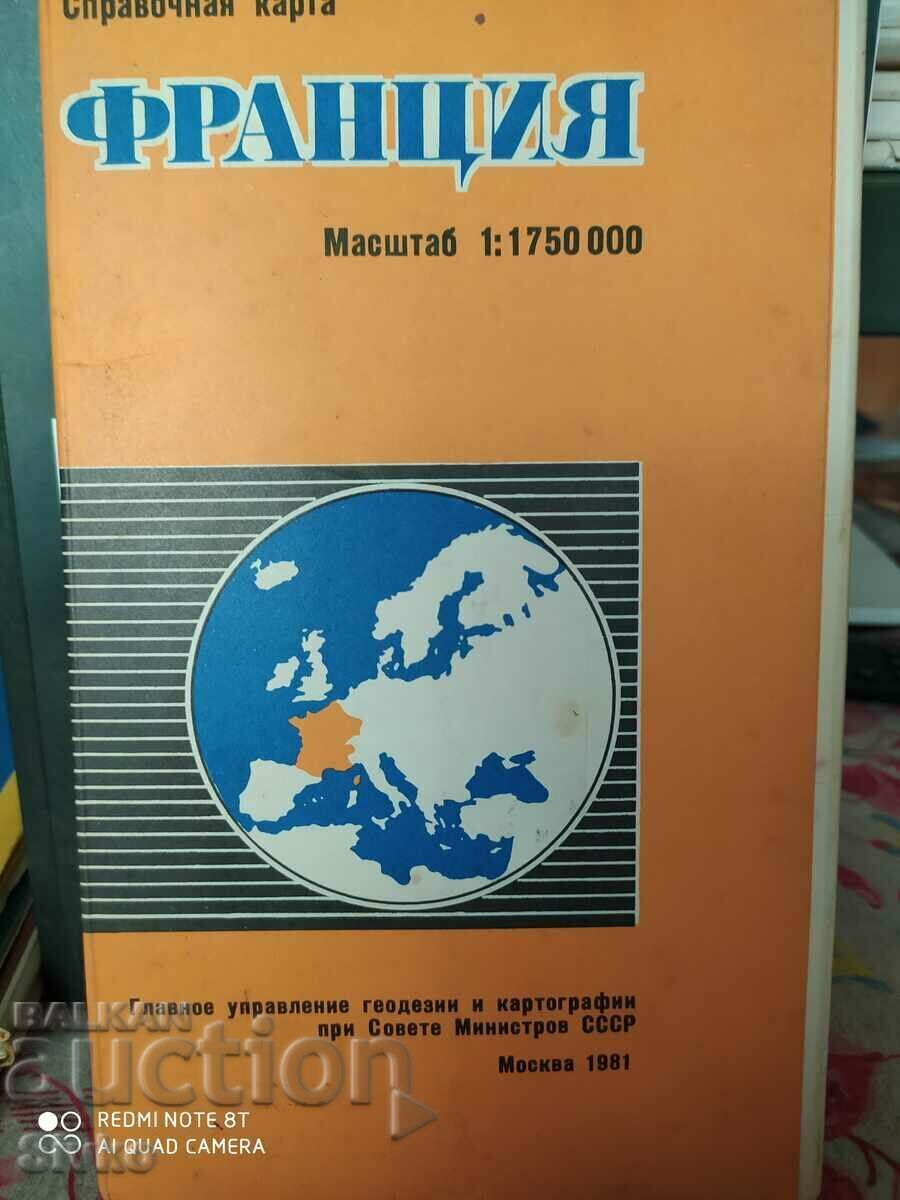 Справочная карта
ФРАНЦИЯ
Масштаб 1:1750 000
Главное управление геодезии и картографии
при Совете Министров СССР
Москва 1981
BALKAN
auction
REDMI NOTE 8T
AI QUAD CAMERA